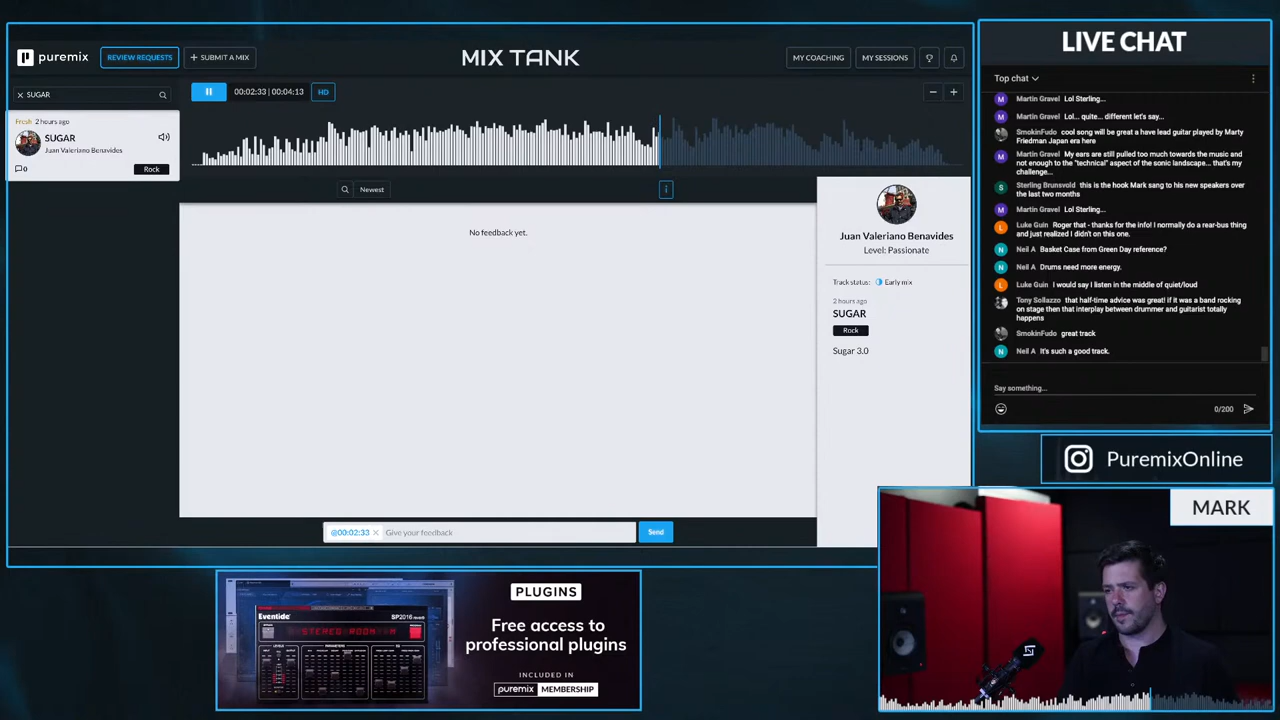 puremix
REVIEW REQUESTS
+ SUBMIT A MIX
MIX TANK
MY COACHING
MY SESSIONS
SUGAR
00:02:33 | 00:04:13
HD
Fresh 2 hours ago
SUGAR
Juan Valeriano Benavides
0
Rock
Newest
i
No feedback yet.
Juan Valeriano Benavides
Level: Passionate
Track status: Early mix
2 hours ago
SUGAR
Rock
Sugar 3.0
@00:02:33 × Give your feedback
Send
LIVE CHAT
Top chat
Martin Gravel Lol Sterling...
Martin Gravel Lol... quite... different let's say...
SmokinFudo cool song will be great a have lead guitar played by Marty
Friedman Japan era here
Martin Gravel My ears are still pulled too much towards the music and
not enough to the "technical" aspect of the sonic landscape... that's my
challenge...
Sterling Brunsvold this is the hook Mark sang to his new speakers over
the last two months
Martin Gravel Lol Sterling...
Luke Guin Roger that - thanks for the info! I normally do a rear-bus thing
and just realized I didn't on this one.
Neil A Basket Case from Green Day reference?
Neil A Drums need more energy.
Luke Guin I would say I listen in the middle of quiet/loud
Tony Sollazzo that half-time advice was great! if it was a band rocking
on stage then that interplay between drummer and guitarist totally
happens
SmokinFudo great track
Neil A It's such a good track.
Say something...
0/200
PuremixOnline
MARK
Eventide
SP2016 reverb
STEREO ROOM
PLUGINS
Free access to
professional plugins
INCLUDED IN
puremix MEMBERSHIP